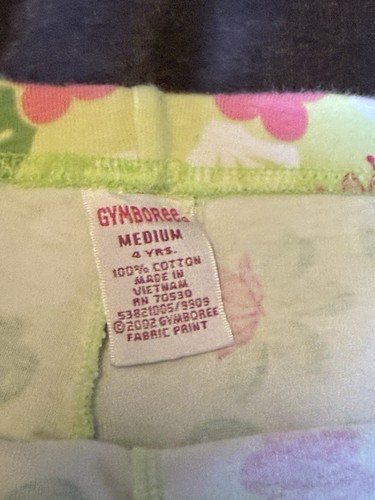 GYMBOREE®
MEDIUM
4 YRS.
100% COTTON
MADE IN
VIETNAM
RN 70530
53821005/9909
©2002 GYMBOREE
FABRIC PRINT